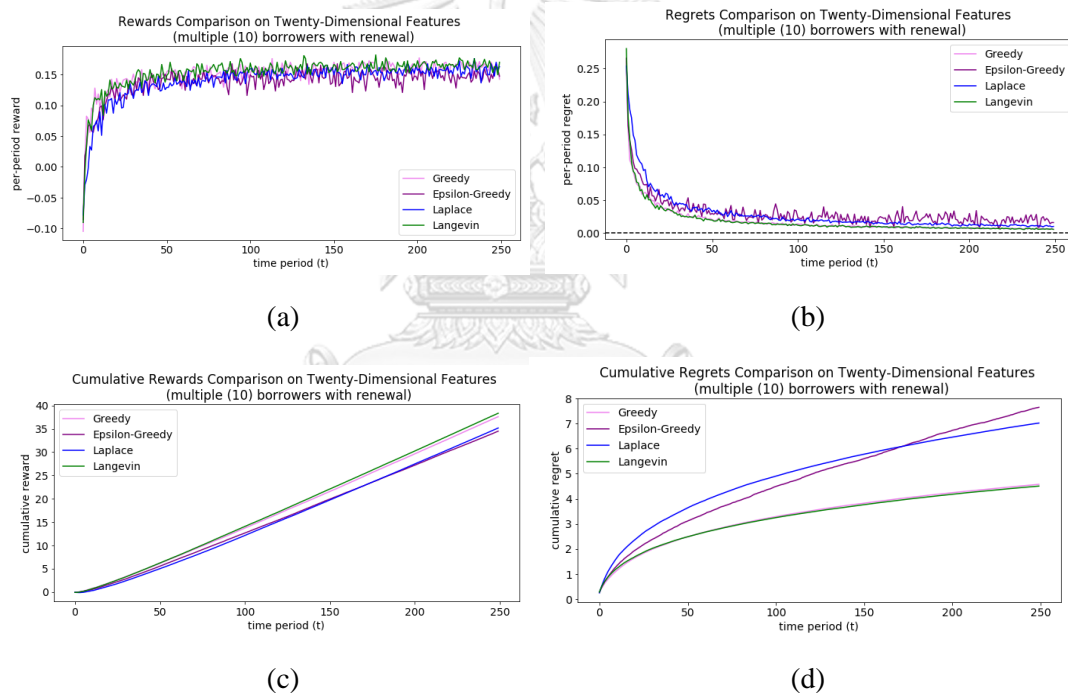 Rewards Comparison on Twenty-Dimensional Features
(multiple (10) borrowers with renewal)
per-period reward
0.15
0.10
0.05
0.00
−0.05
−0.10
Greedy
Epsilon-Greedy
Laplace
Langevin
0 50 100 150 200 250
time period (t)
(a)
Regrets Comparison on Twenty-Dimensional Features
(multiple (10) borrowers with renewal)
per-period regret
0.25
0.20
0.15
0.10
0.05
0.00
Greedy
Epsilon-Greedy
Laplace
Langevin
0 50 100 150 200 250
time period (t)
(b)
Cumulative Rewards Comparison on Twenty-Dimensional Features
(multiple (10) borrowers with renewal)
cumulative reward
40
35
30
25
20
15
10
5
0
Greedy
Epsilon-Greedy
Laplace
Langevin
0 50 100 150 200 250
time period (t)
(c)
Cumulative Regrets Comparison on Twenty-Dimensional Features
(multiple (10) borrowers with renewal)
cumulative regret
8
7
6
5
4
3
2
1
0
Greedy
Epsilon-Greedy
Laplace
Langevin
0 50 100 150 200 250
time period (t)
(d)